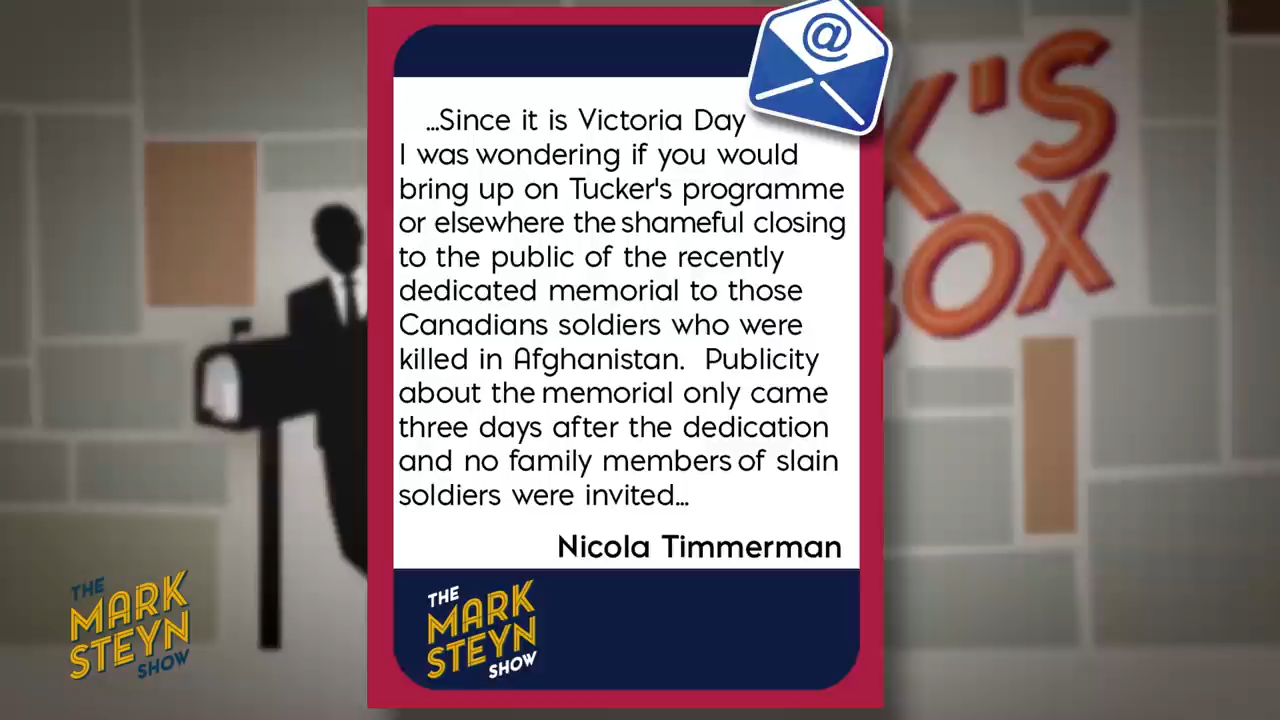 @
...Since it is Victoria Day
I was wondering if you would
bring up on Tucker's programme
or elsewhere the shameful closing
to the public of the recently
dedicated memorial to those
Canadians soldiers who were
killed in Afghanistan. Publicity
about the memorial only came
three days after the dedication
and no family members of slain
soldiers were invited...
Nicola Timmerman
THE
MARK
STEYN
SHOW
K'S
OX
THE
MARK
STEYN
SHOW